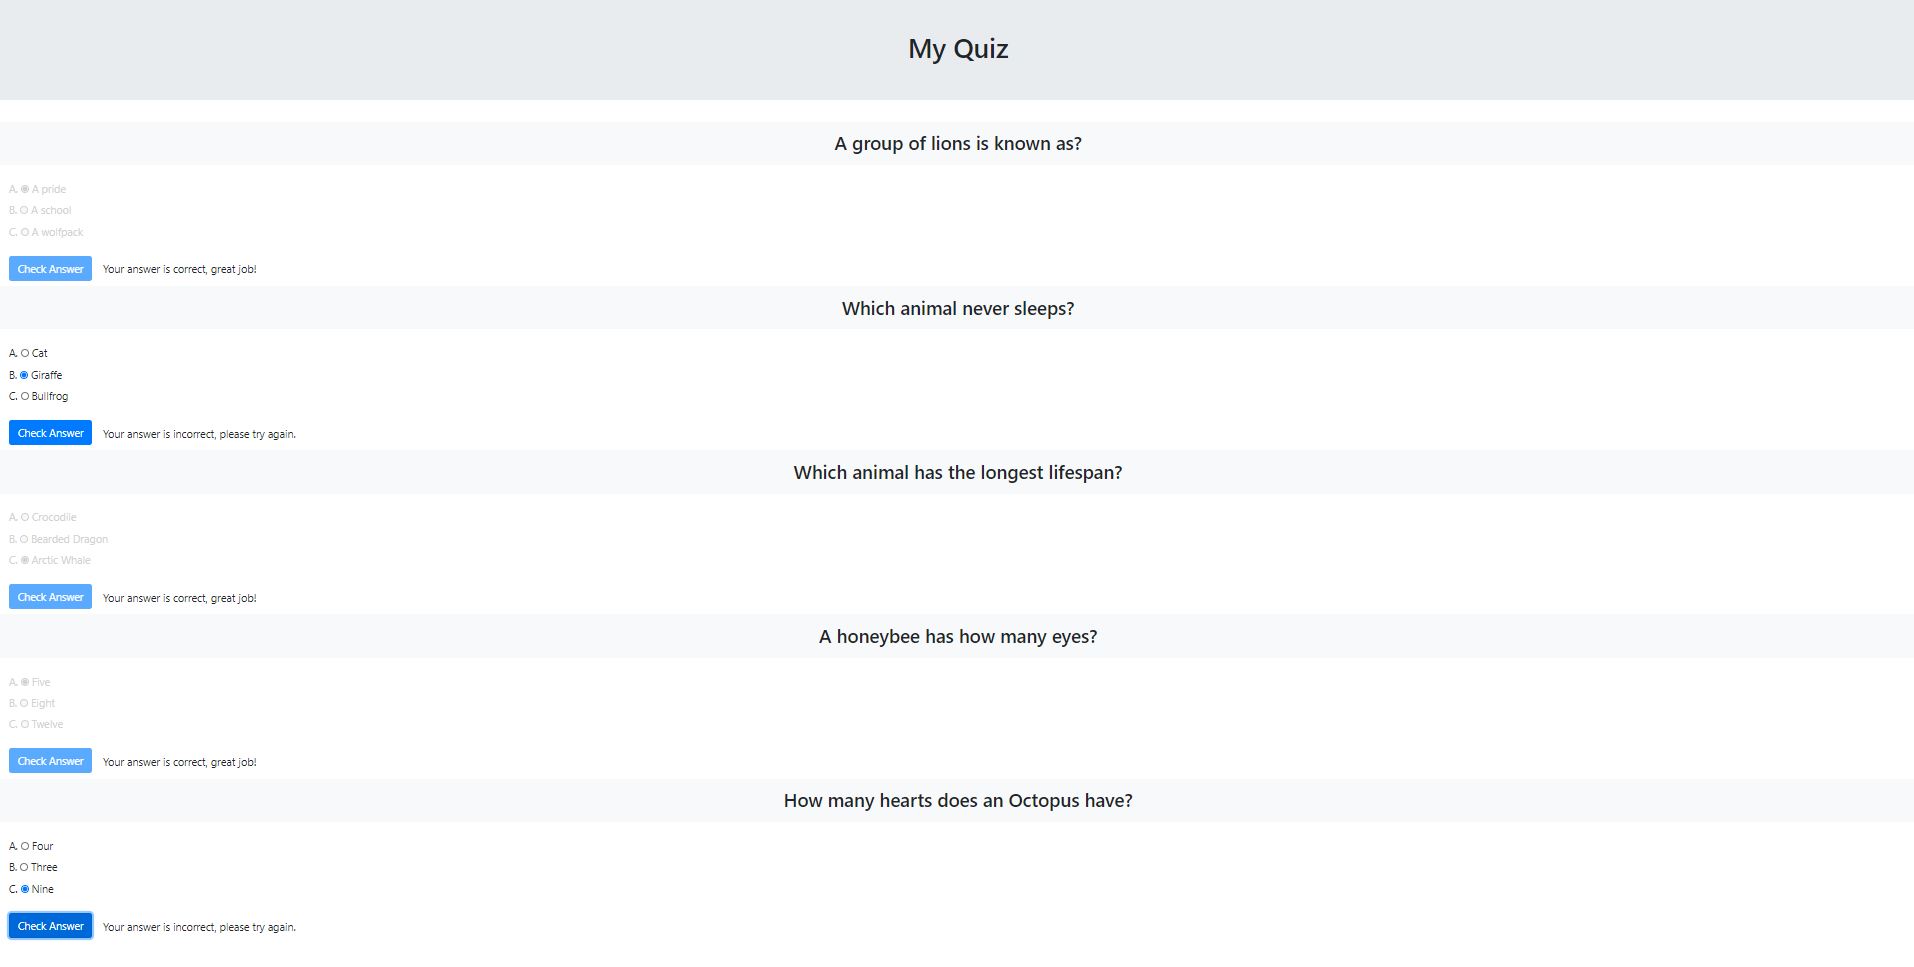 My Quiz
A group of lions is known as?
A. A pride
B. A school
C. A wolfpack
Check Answer Your answer is correct, great job!
Which animal never sleeps?
A. Cat
B. Giraffe
C. Bullfrog
Check Answer Your answer is incorrect, please try again.
Which animal has the longest lifespan?
A. Crocodile
B. Bearded Dragon
C. Arctic Whale
Check Answer Your answer is correct, great job!
A honeybee has how many eyes?
A. Five
B. Eight
C. Twelve
Check Answer Your answer is correct, great job!
How many hearts does an Octopus have?
A. Four
B. Three
C. Nine
Check Answer Your answer is incorrect, please try again.